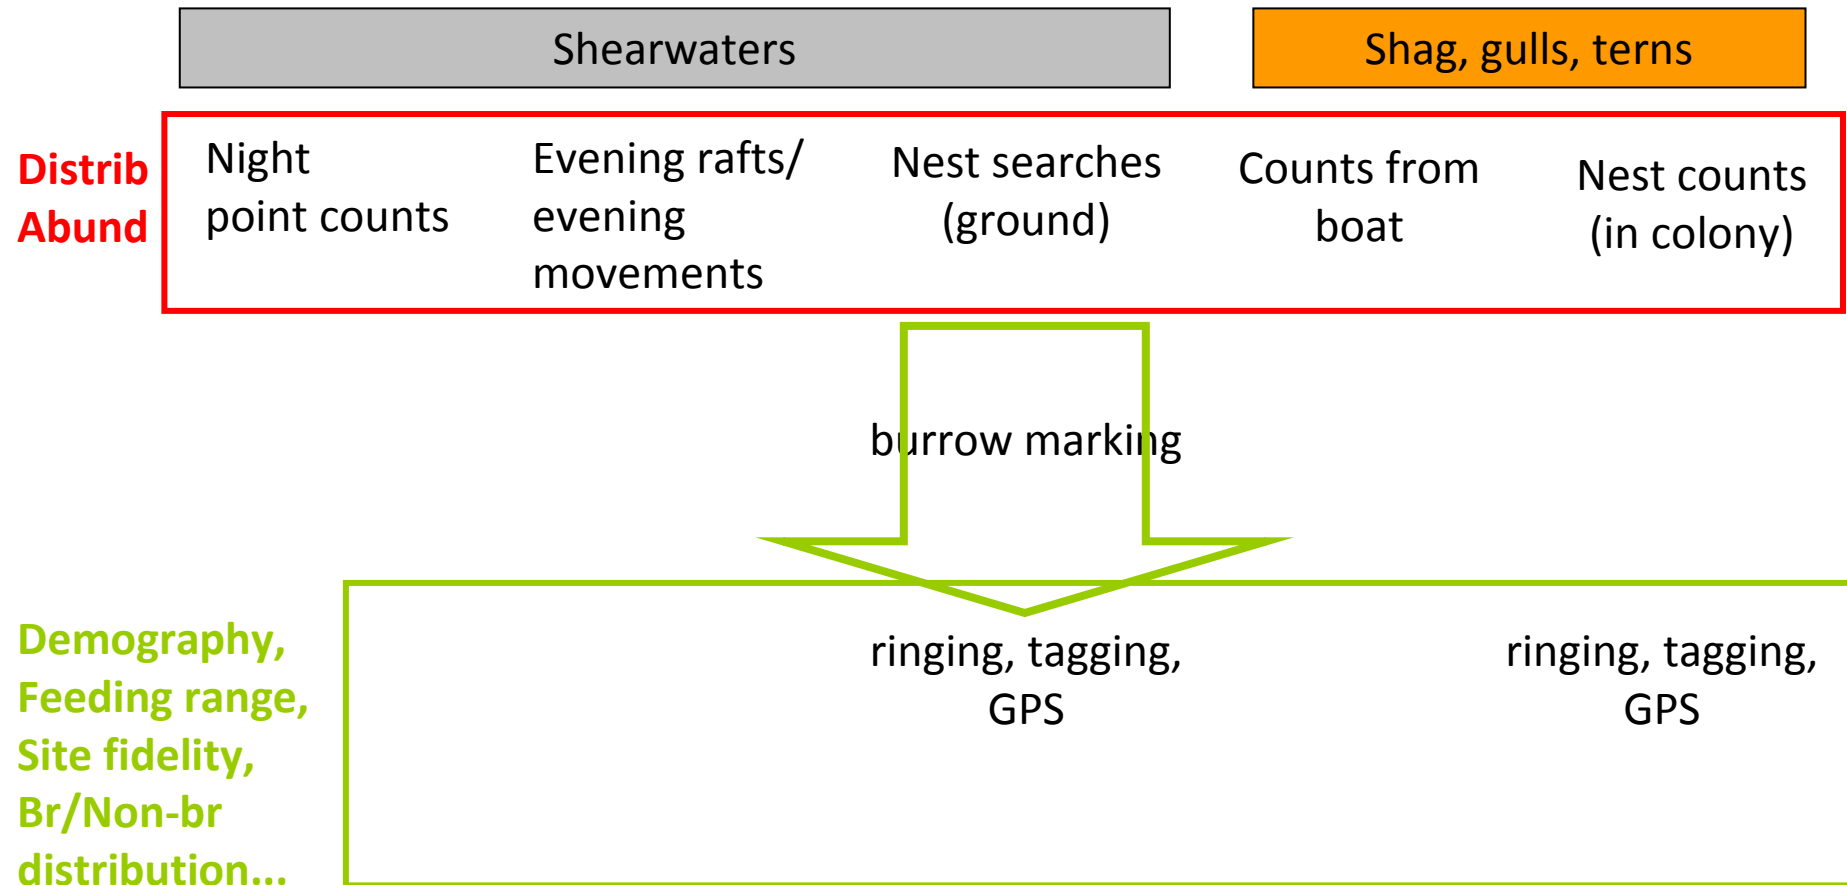 Shearwaters
Shag, gulls, terns
Distrib
Abund
Night
point counts
Evening rafts/
evening
movements
Nest searches
(ground)
Counts from
boat
Nest counts
(in colony)
burrow marking
Demography,
Feeding range,
Site fidelity,
Br/Non-br
distribution...
ringing, tagging,
GPS
ringing, tagging,
GPS